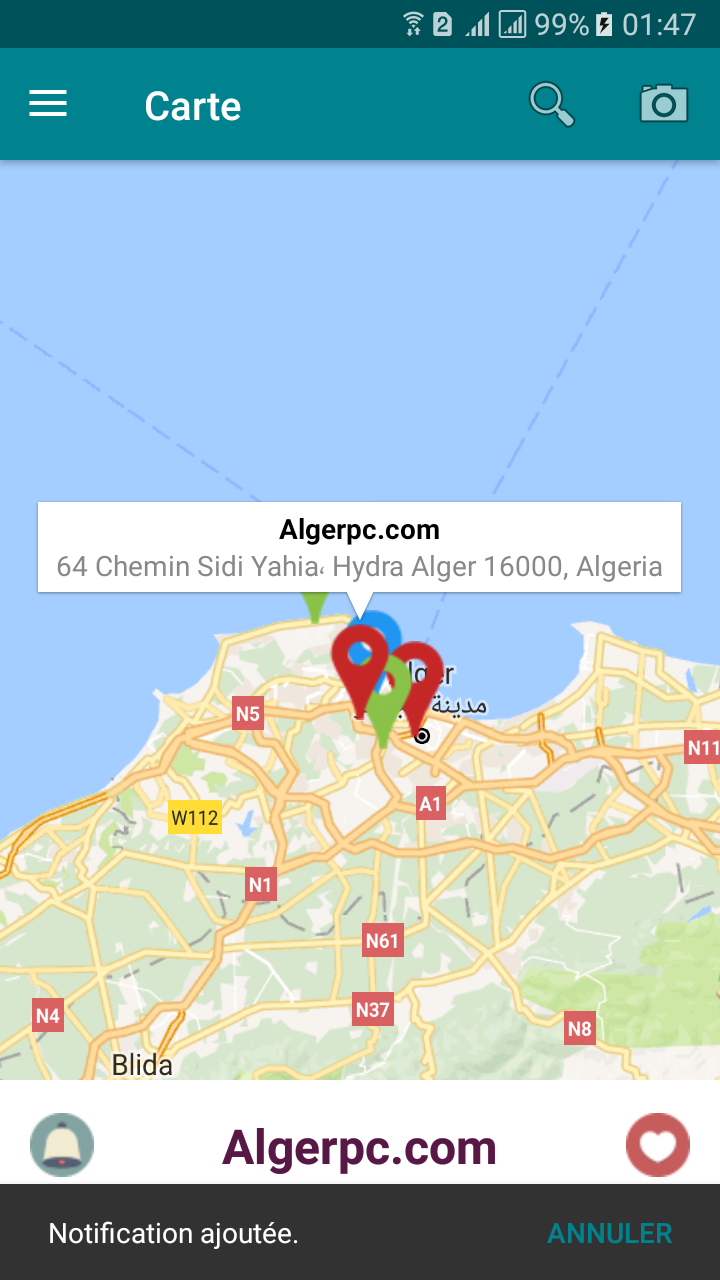 2 99% 01:47
Carte
Algerpc.com
64 Chemin Sidi Yahia، Hydra Alger 16000, Algeria
مدينة
N5
N11
A1
W112
N1
N61
N37
N4
N8
Blida
Algerpc.com
Notification ajoutée.
ANNULER